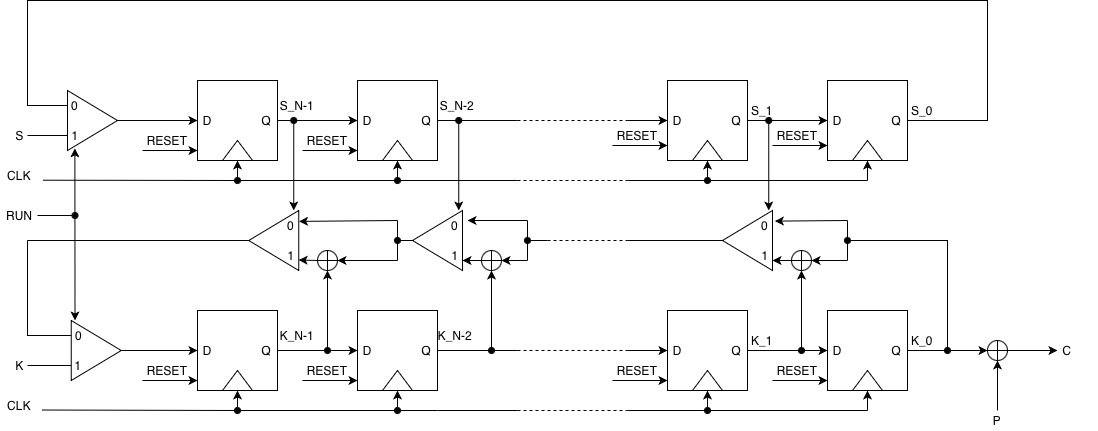 S_N-1 S_N-2 S_1 S_0
0
D Q D Q D Q D Q
S 1
RESET RESET RESET RESET
CLK
RUN
0 0 0
1 1 1
K_N-1 K_N-2 K_1 K_0
0
D Q D Q D Q D Q C
K 1
RESET RESET RESET RESET
CLK
P